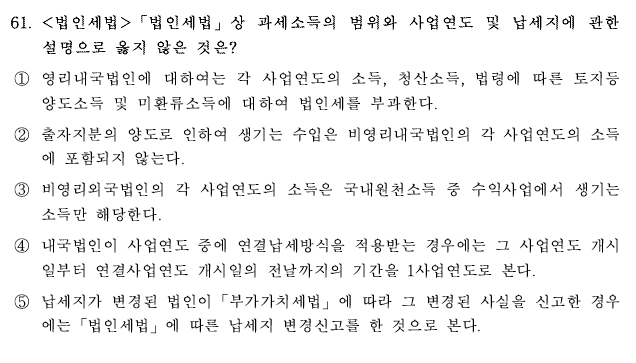 61. <법인세법>「법인세법」상 과세소득의 범위와 사업연도 및 납세지에 관한
설명으로 옳지 않은 것은?
① 영리내국법인에 대하여는 각 사업연도의 소득, 청산소득, 법령에 따른 토지등
양도소득 및 미환류소득에 대하여 법인세를 부과한다.
② 출자지분의 양도로 인하여 생기는 수입은 비영리내국법인의 각 사업연도의 소득
에 포함되지 않는다.
③ 비영리외국법인의 각 사업연도의 소득은 국내원천소득 중 수익사업에서 생기는
소득만 해당한다.
④ 내국법인이 사업연도 중에 연결납세방식을 적용받는 경우에는 그 사업연도 개시
일부터 연결사업연도 개시일의 전날까지의 기간을 1사업연도로 본다.
⑤ 납세지가 변경된 법인이「부가가치세법」에 따라 그 변경된 사실을 신고한 경우
에는「법인세법」에 따른 납세지 변경신고를 한 것으로 본다.